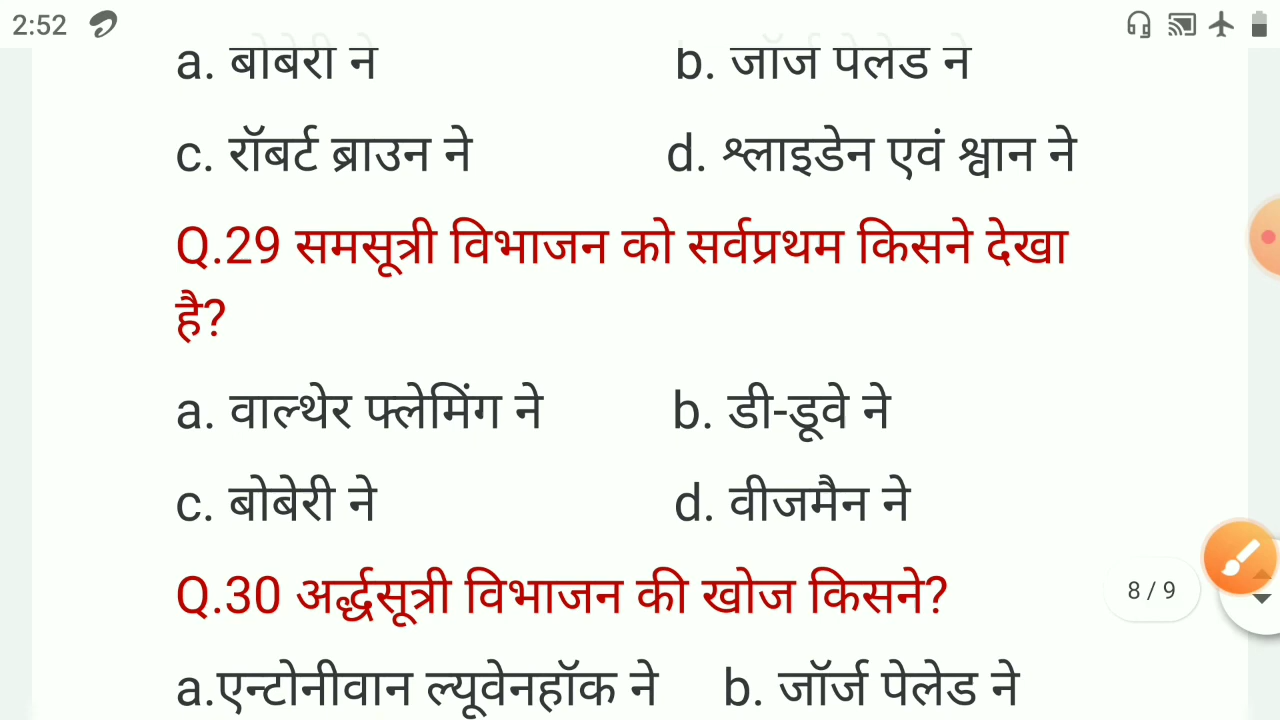 2:52
a. बोबेरी ने b. जॉर्ज पेलेड ने
c. रॉबर्ट ब्राउन ने d. श्लाइडेन एवं श्वान ने
Q.29 समसूत्री विभाजन को सर्वप्रथम किसने देखा
है?
a. वाल्थेर फ्लेमिंग ने b. डी-डूवे ने
c. बोबेरी ने d. वीजमैन ने
Q.30 अर्द्धसूत्री विभाजन की खोज किसने?
8 / 9
a.एन्टोनीवान ल्यूवेनहॉक ने b. जॉर्ज पेलेड ने